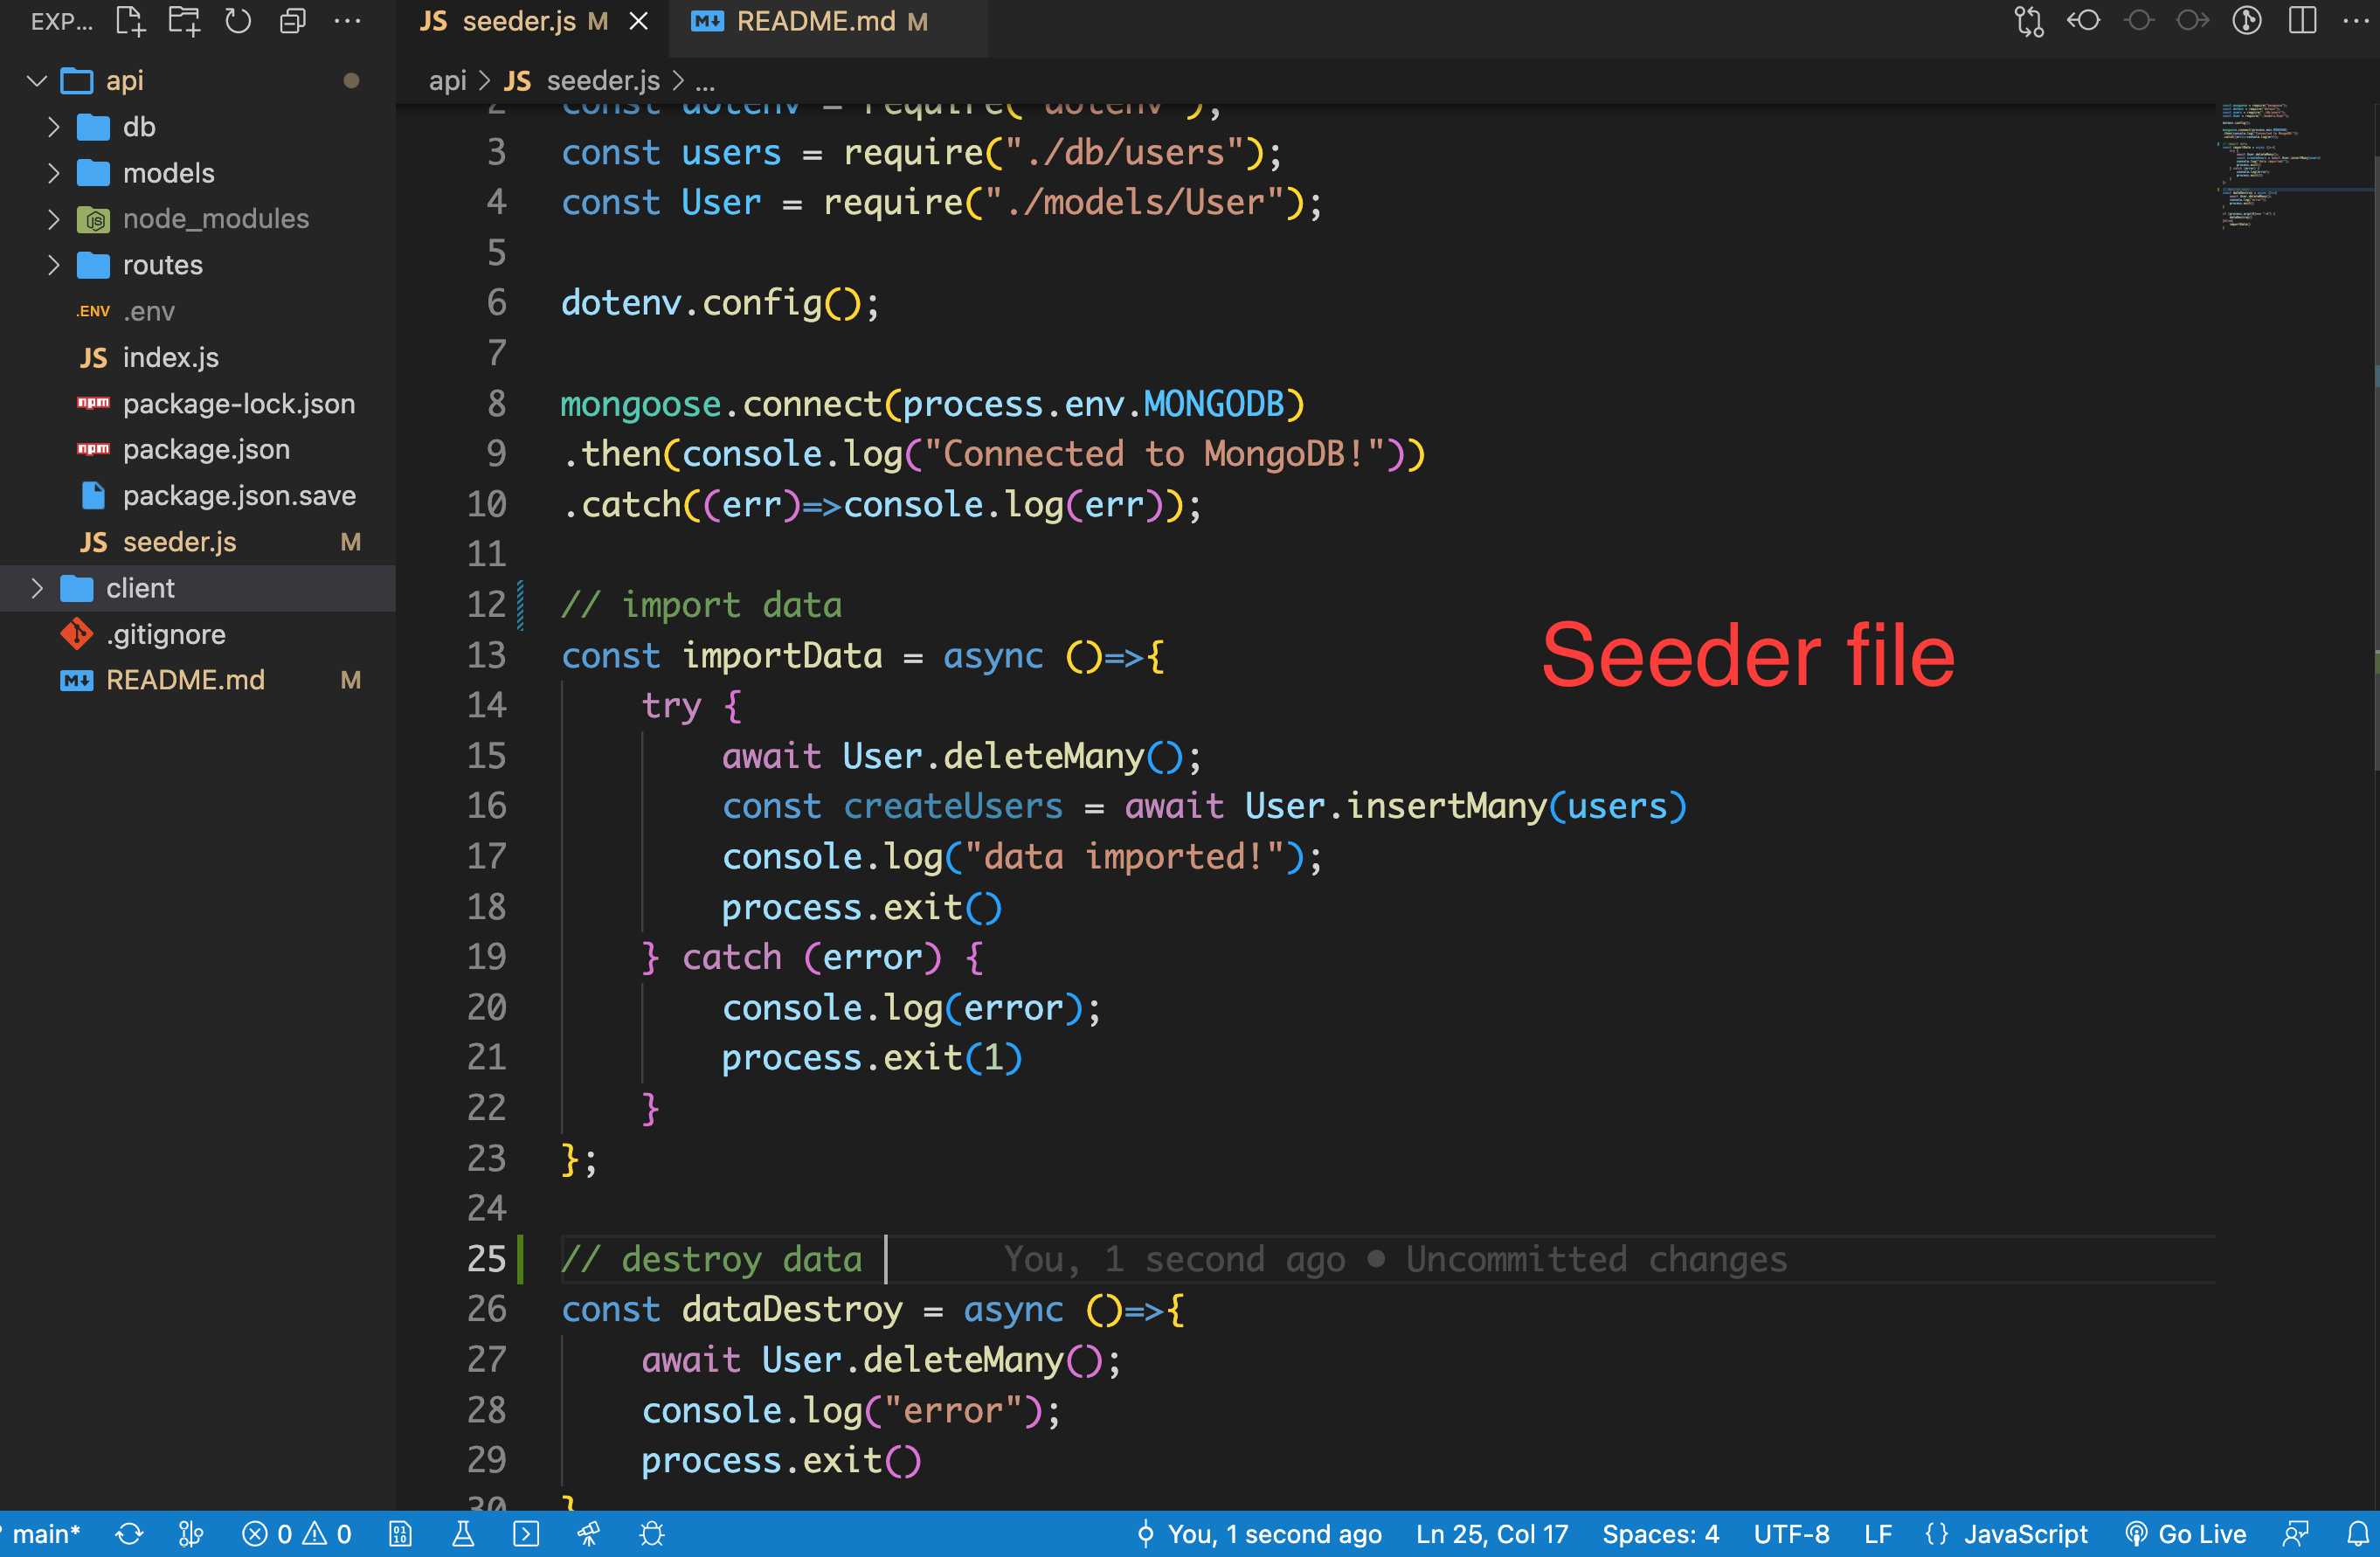 EXP...
JS seeder.js M
README.md M
api > JS seeder.js > ...
api
db
models
node_modules
routes
.ENV .env
JS index.js
npm package-lock.json
npm package.json
package.json.save
JS seeder.js M
client
.gitignore
README.md M
2 const dotenv = require("dotenv");
3 const users = require("./db/users");
4 const User = require("./models/User");
5
6 dotenv.config();
7
8 mongoose.connect(process.env.MONGODB)
9 .then(console.log("Connected to MongoDB!"))
10 .catch((err)=>console.log(err));
11
12 // import data
13 const importData = async ()=>{
14 try {
15 await User.deleteMany();
16 const createUsers = await User.insertMany(users)
17 console.log("data imported!");
18 process.exit()
19 } catch (error) {
20 console.log(error);
21 process.exit(1)
22 }
23 };
24
25 // destroy data You, 1 second ago • Uncommitted changes
26 const dataDestroy = async ()=>{
27 await User.deleteMany();
28 console.log("error");
29 process.exit()
30 }
Seeder file
main* 0 0 You, 1 second ago Ln 25, Col 17 Spaces: 4 UTF-8 LF {} JavaScript Go Live